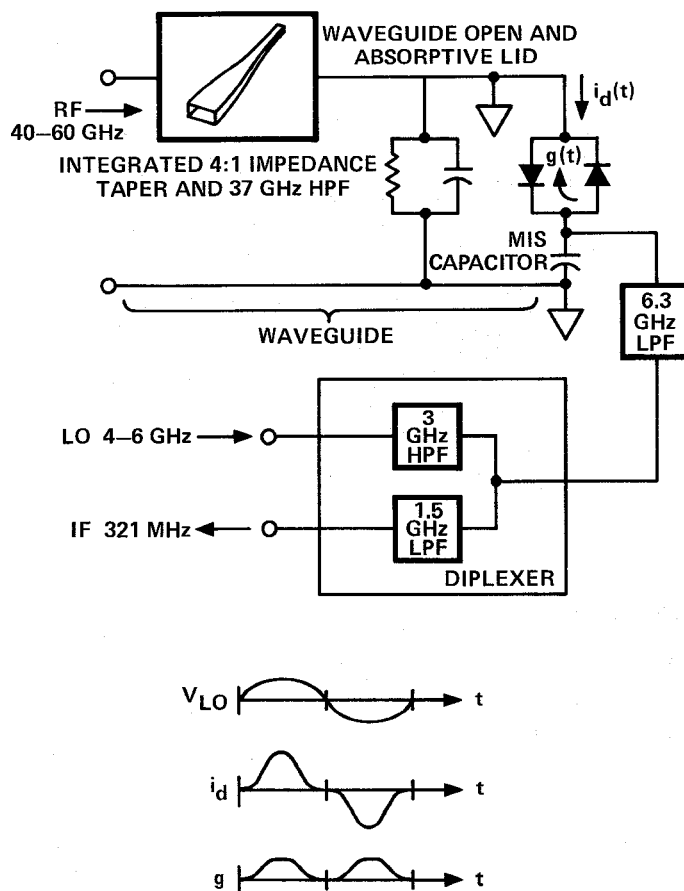 WAVEGUIDE OPEN AND
ABSORPTIVE LID
RF
40–60 GHz
i_d(t)
g(t)
INTEGRATED 4:1 IMPEDANCE
TAPER AND 37 GHz HPF
MIS
CAPACITOR
WAVEGUIDE
6.3
GHz
LPF
LO 4–6 GHz
3
GHz
HPF
IF 321 MHz
1.5
GHz
LPF
DIPLEXER
V_LO
t
i_d
t
g
t